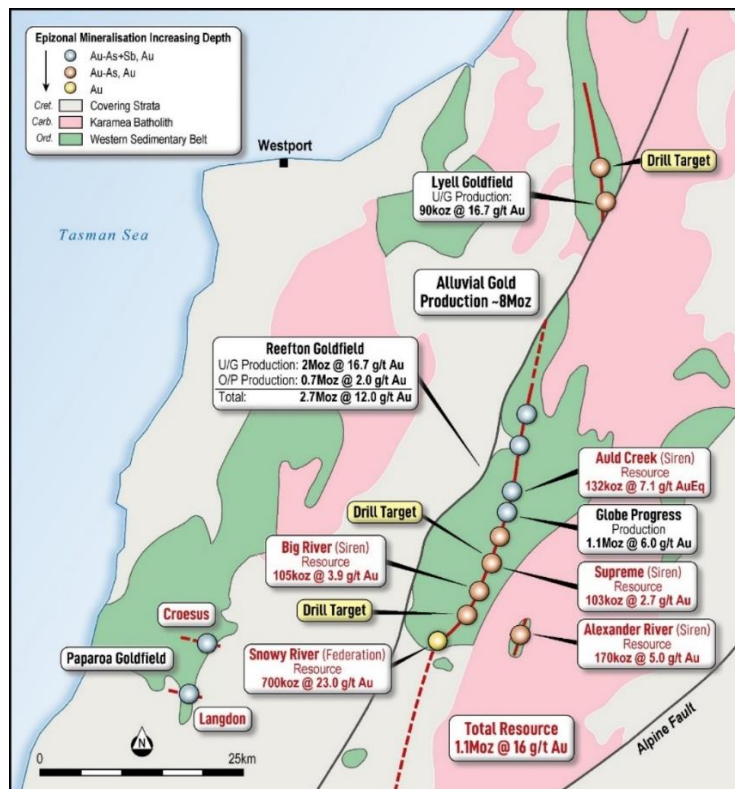 Epizonal Mineralisation Increasing Depth
Au-As+Sb, Au
Au-As, Au
Au
Cret. Covering Strata
Carb. Karamea Batholith
Ord. Western Sedimentary Belt
Westport
Tasman Sea
Drill Target
Lyell Goldfield
U/G Production:
90koz @ 16.7 g/t Au
Alluvial Gold
Production ~8Moz
Reefton Goldfield
U/G Production: 2Moz @ 16.7 g/t Au
O/P Production: 0.7Moz @ 2.0 g/t Au
Total: 2.7Moz @ 12.0 g/t Au
Auld Creek (Siren)
Resource
132koz @ 7.1 g/t AuEq
Drill Target
Globe Progress
Production
1.1Moz @ 6.0 g/t Au
Big River (Siren)
Resource
105koz @ 3.9 g/t Au
Supreme (Siren)
Resource
103koz @ 2.7 g/t Au
Drill Target
Croesus
Alexander River (Siren)
Resource
170koz @ 5.0 g/t Au
Paparoa Goldfield
Snowy River (Federation)
Resource
700koz @ 23.0 g/t Au
Langdon
Total Resource
1.1Moz @ 16 g/t Au
Alpine Fault
N
0 25km